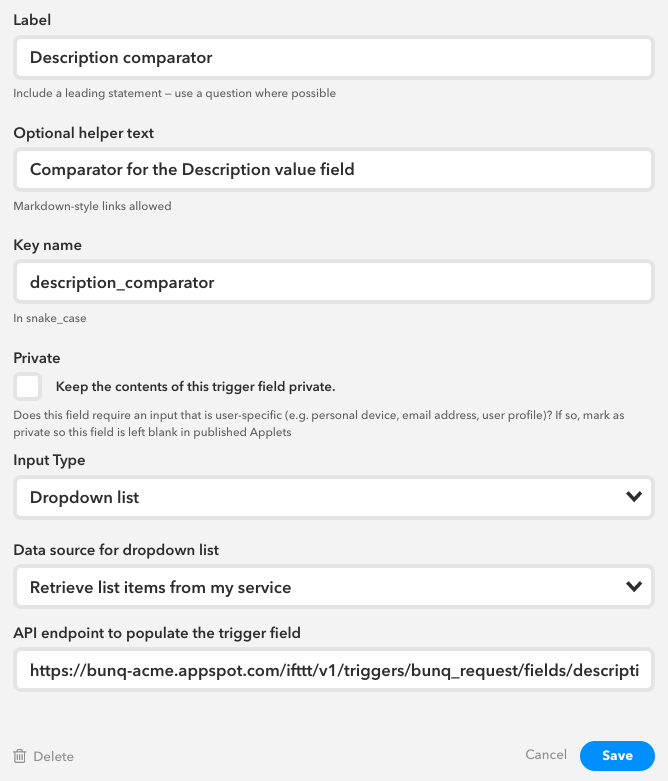 Label
Description comparator
Include a leading statement – use a question where possible
Optional helper text
Comparator for the Description value field
Markdown-style links allowed
Key name
description_comparator
In snake_case
Private
Keep the contents of this trigger field private.
Does this field require an input that is user-specific (e.g. personal device, email address, user profile)? If so, mark as
private so this field is left blank in published Applets
Input Type
Dropdown list
Data source for dropdown list
Retrieve list items from my service
API endpoint to populate the trigger field
https://bunq-acme.appspot.com/ifttt/v1/triggers/bunq_request/fields/descripti
Delete
Cancel
Save